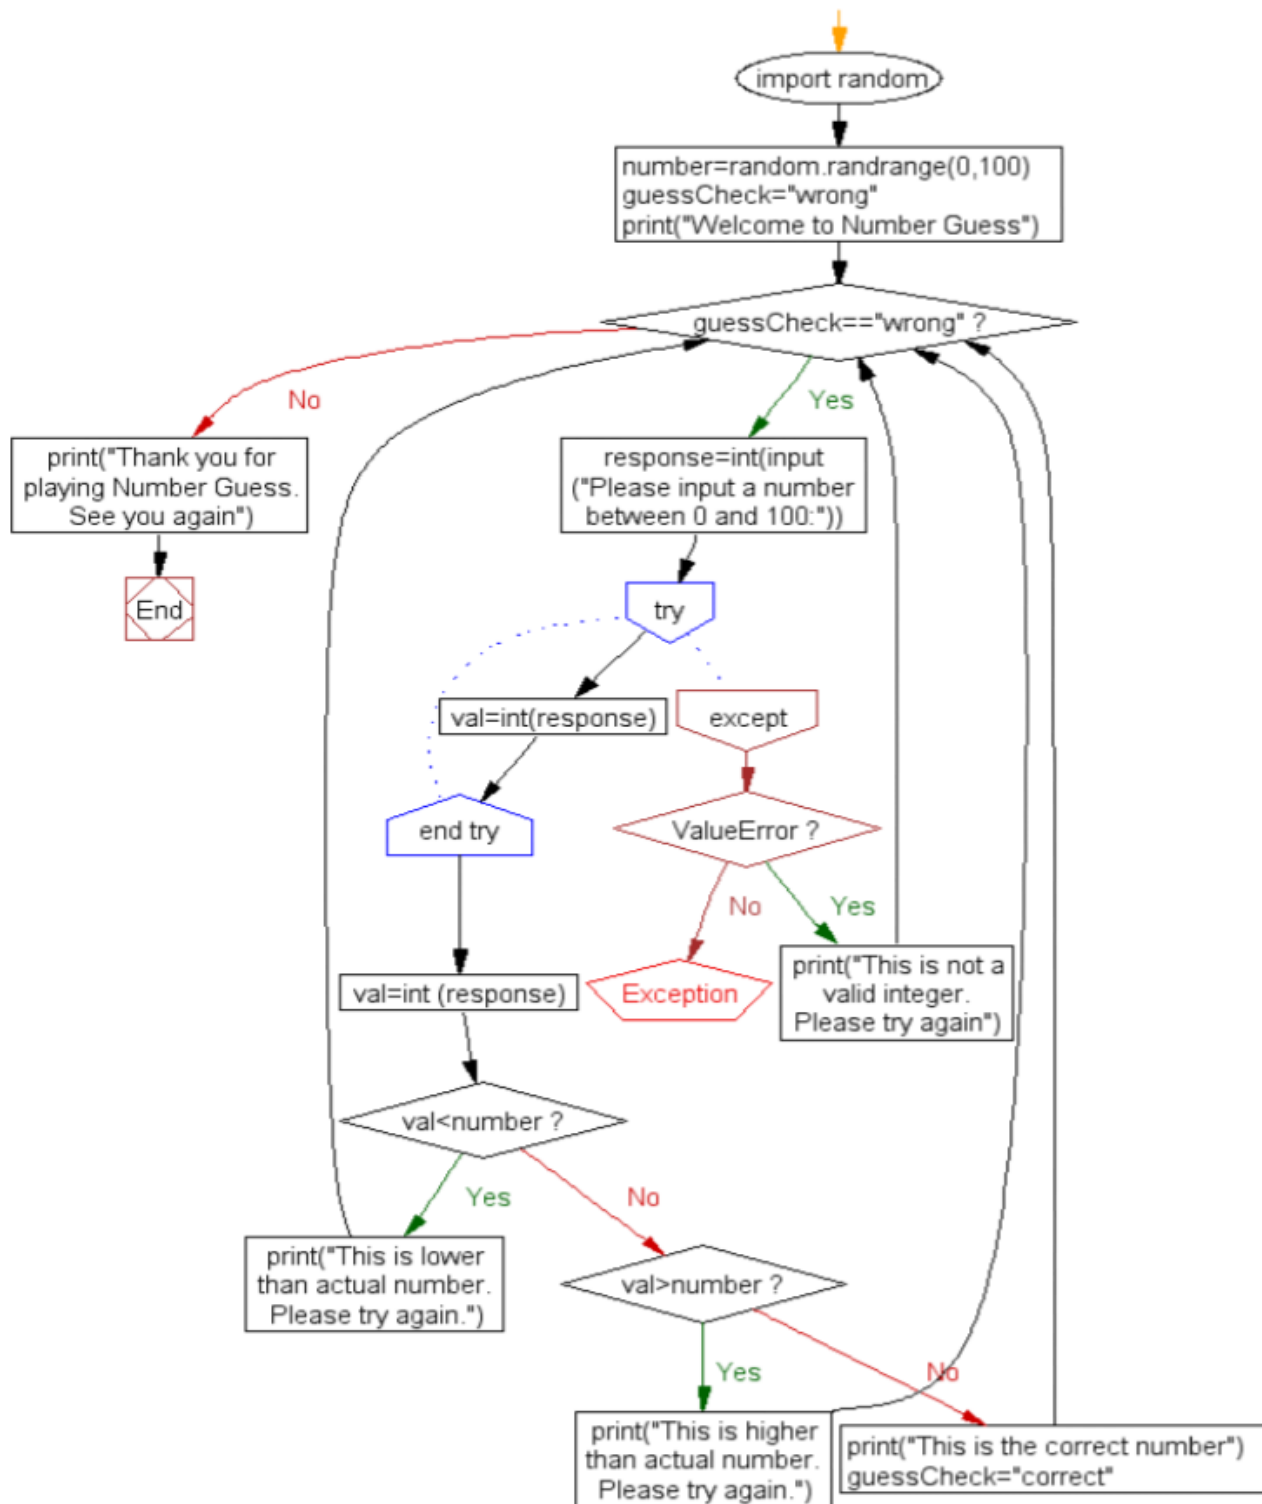 import random
number=random.randrange(0,100)
guessCheck="wrong"
print("Welcome to Number Guess")
guessCheck=="wrong" ?
No
Yes
print("Thank you for
playing Number Guess.
See you again")
response=int(input
("Please input a number
between 0 and 100:"))
End
try
val=int(response)
except
end try
ValueError ?
No
Yes
val=int (response)
Exception
print("This is not a
valid integer.
Please try again")
val<number ?
Yes
No
print("This is lower
than actual number.
Please try again.")
val>number ?
Yes
No
print("This is higher
than actual number.
Please try again.")
print("This is the correct number")
guessCheck="correct"